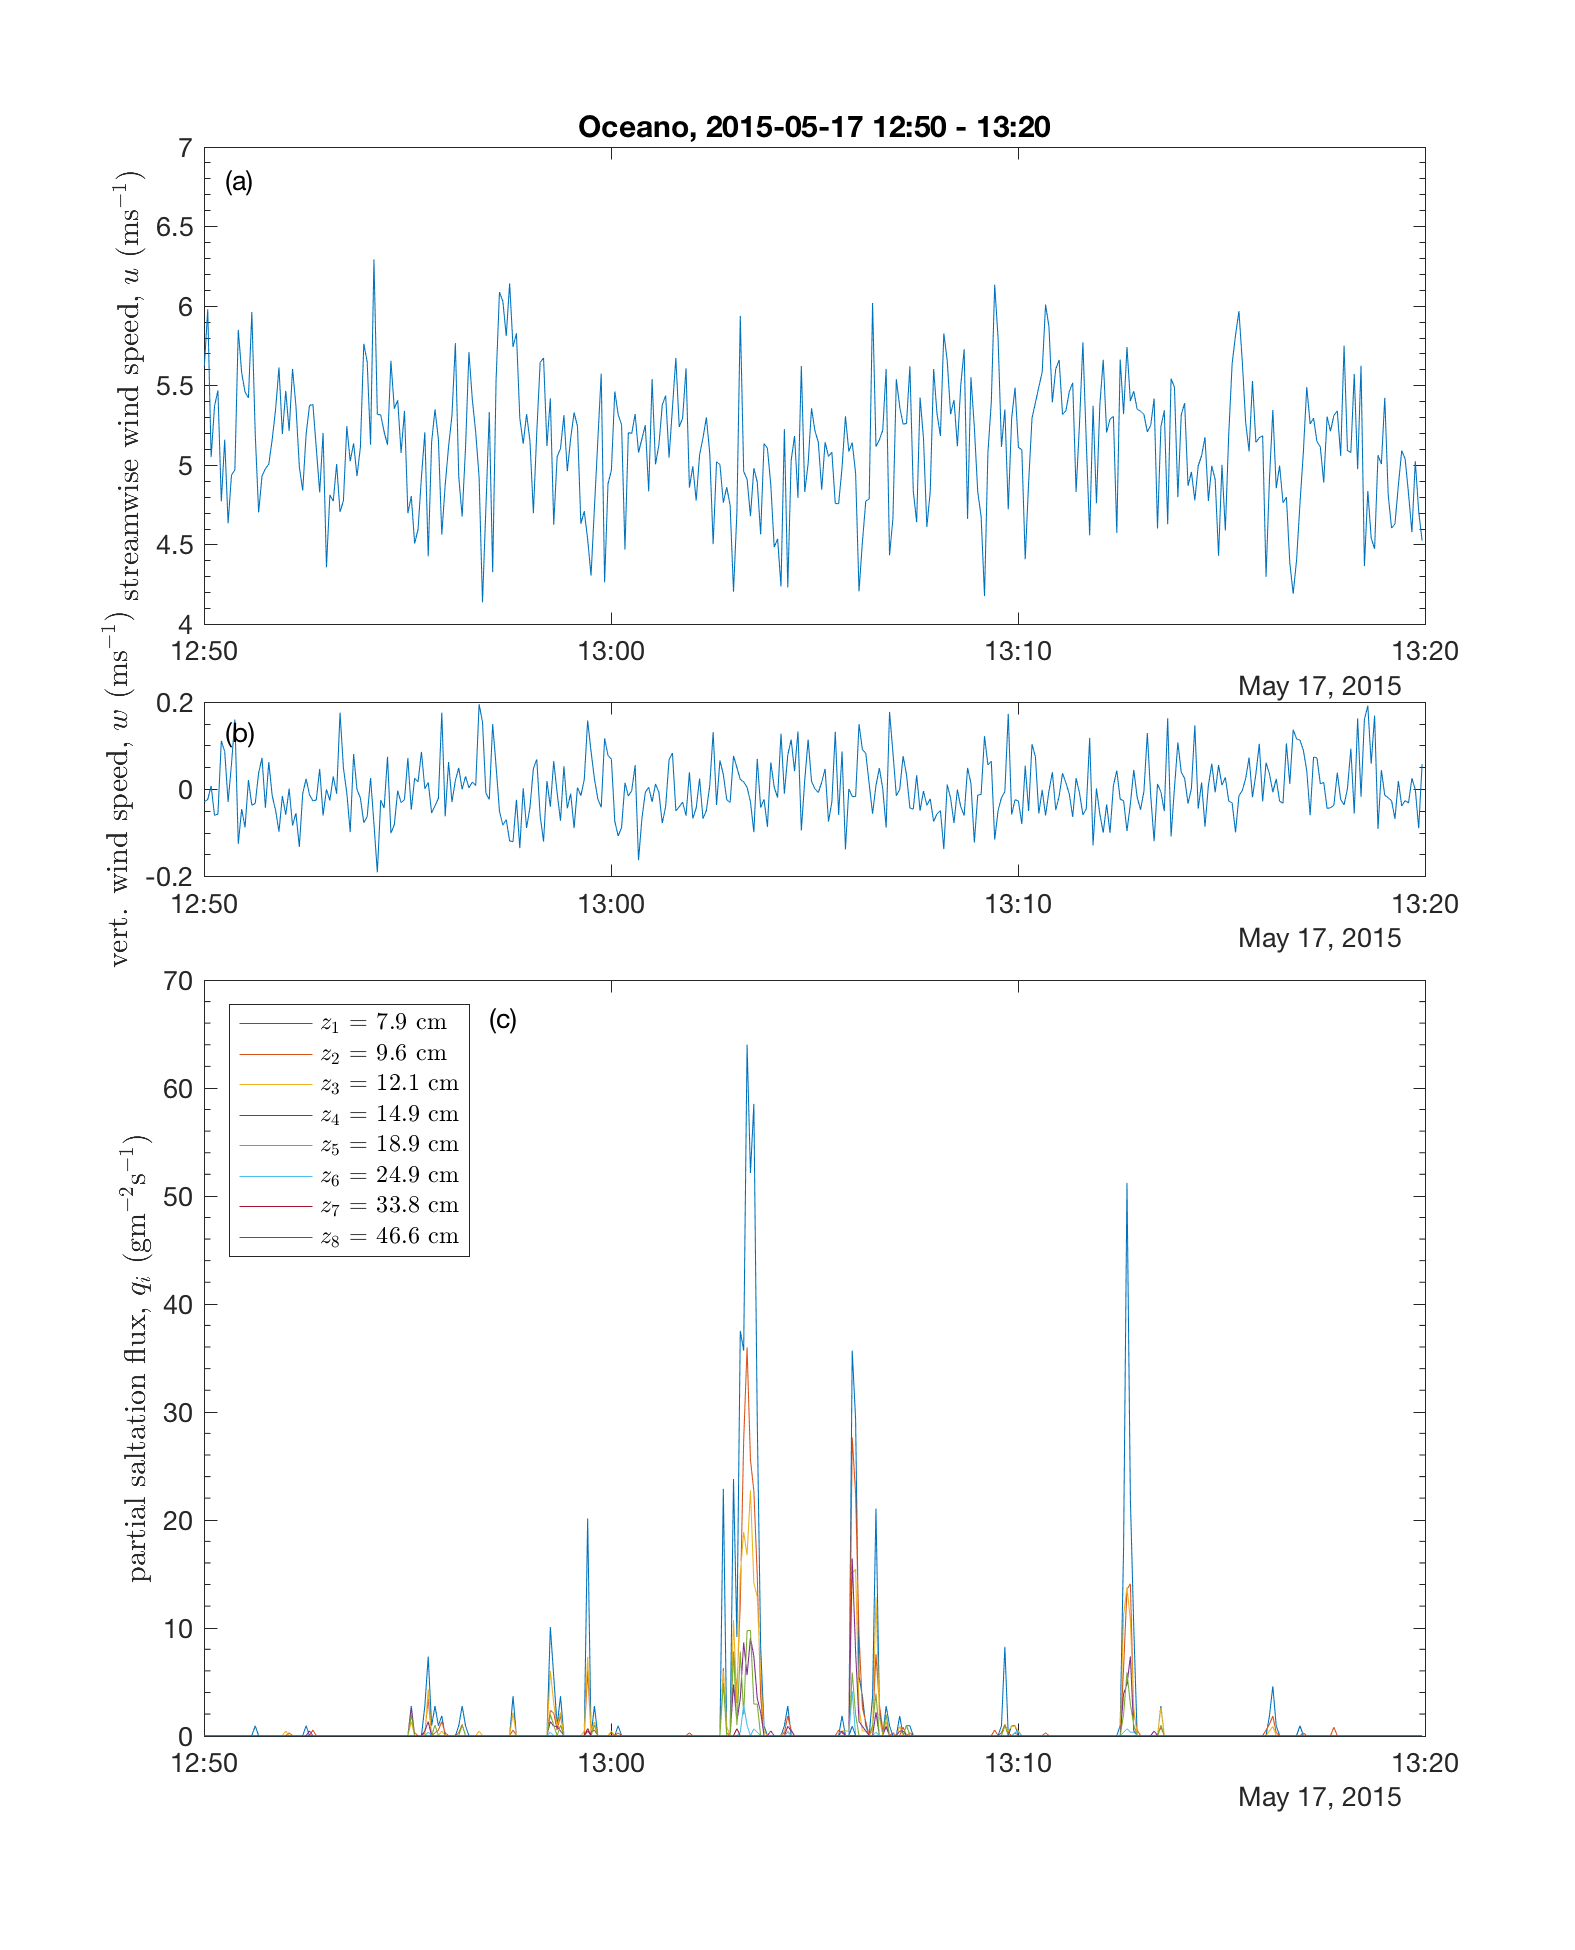 Oceano, 2015-05-17 12:50 - 13:20
(a)
streamwise wind speed, u (ms⁻¹)
7
6.5
6
5.5
5
4.5
4
12:50 13:00 13:10 13:20
May 17, 2015
(b)
vert. wind speed, w (ms⁻¹)
0.2
0
-0.2
12:50 13:00 13:10 13:20
May 17, 2015
(c)
partial saltation flux, qᵢ (gm⁻²s⁻¹)
70
60
50
40
30
20
10
0
z₁ = 7.9 cm
z₂ = 9.6 cm
z₃ = 12.1 cm
z₄ = 14.9 cm
z₅ = 18.9 cm
z₆ = 24.9 cm
z₇ = 33.8 cm
z₈ = 46.6 cm
12:50 13:00 13:10 13:20
May 17, 2015